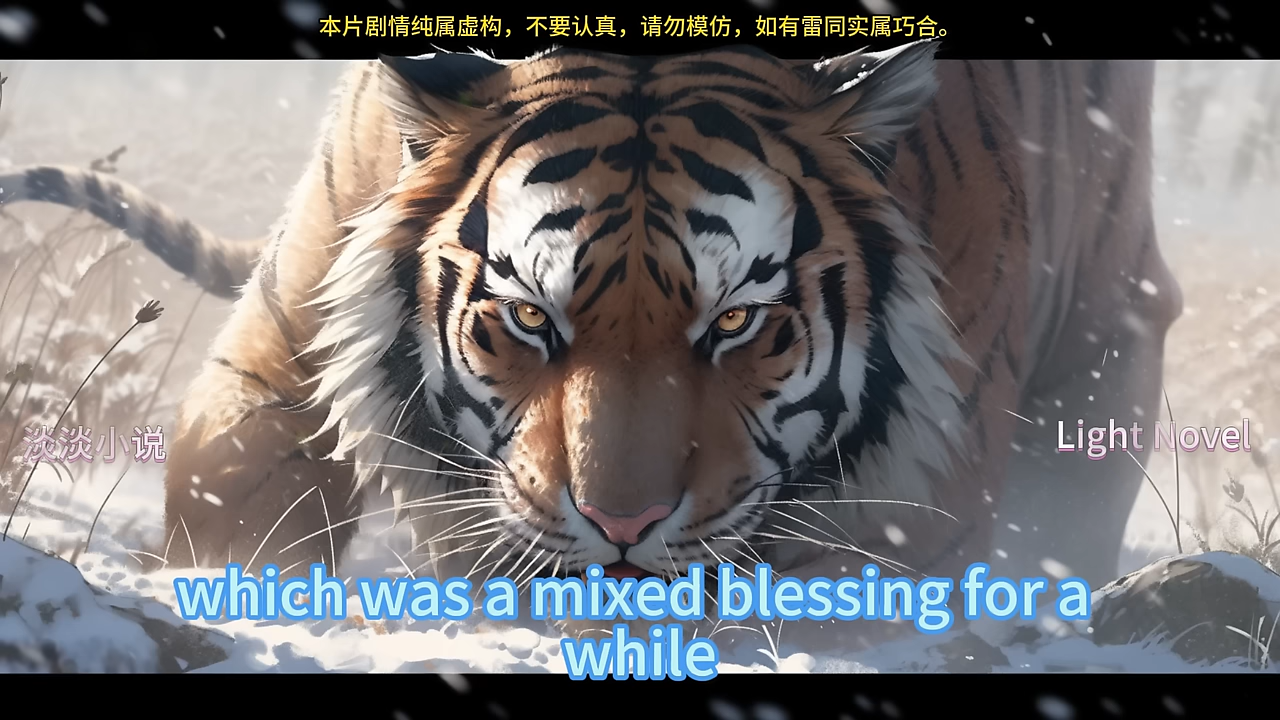 本片剧情纯属虚构，不要认真，请勿模仿，如有雷同实属巧合。
淡淡小说
Light Novel
which was a mixed blessing for a
while